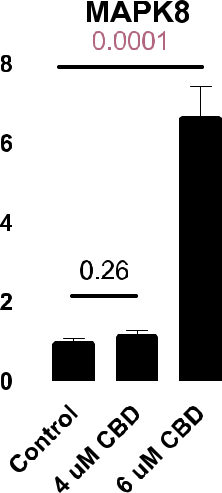 MAPK8
0.0001
8
6
4
2
0
0.26
Control
4 uM CBD
6 uM CBD